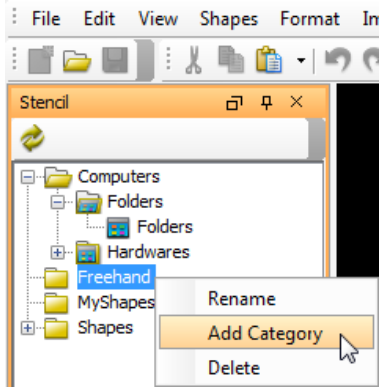 File Edit View Shapes Format
Stencil
Computers
Folders
Folders
Hardwares
Freehand
MyShapes
Shapes
Rename
Add Category
Delete